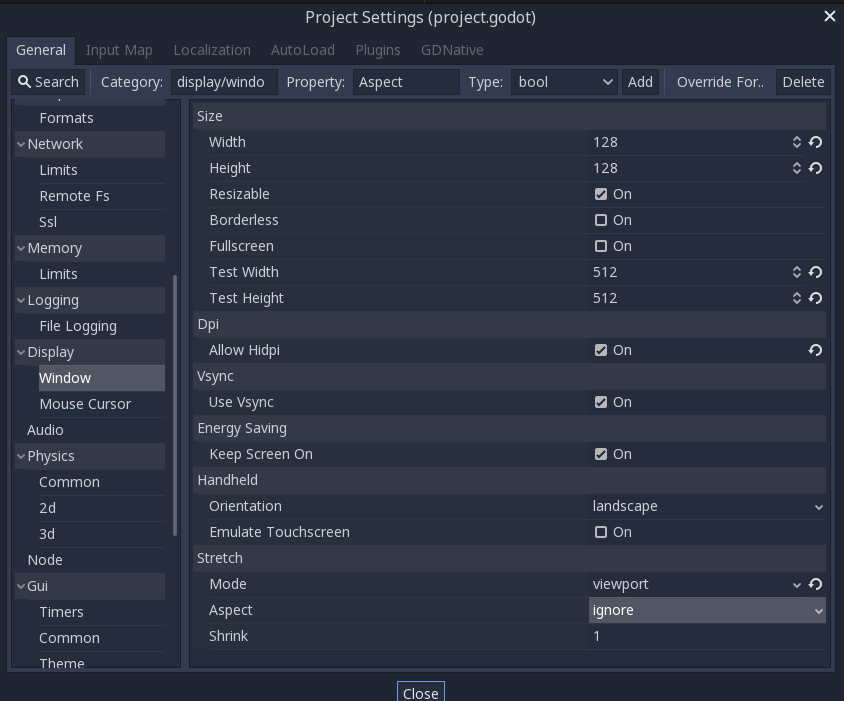 Project Settings (project.godot)
General Input Map Localization AutoLoad Plugins GDNative
Search Category: display/windo Property: Aspect Type: bool Add Override For.. Delete
Formats
Network
Limits
Remote Fs
Ssl
Memory
Limits
Logging
File Logging
Display
Window
Mouse Cursor
Audio
Physics
Common
2d
3d
Node
Gui
Timers
Common
Theme
Size
Width 128
Height 128
Resizable On
Borderless On
Fullscreen On
Test Width 512
Test Height 512
Dpi
Allow Hidpi On
Vsync
Use Vsync On
Energy Saving
Keep Screen On On
Handheld
Orientation landscape
Emulate Touchscreen On
Stretch
Mode viewport
Aspect ignore
Shrink 1
Close